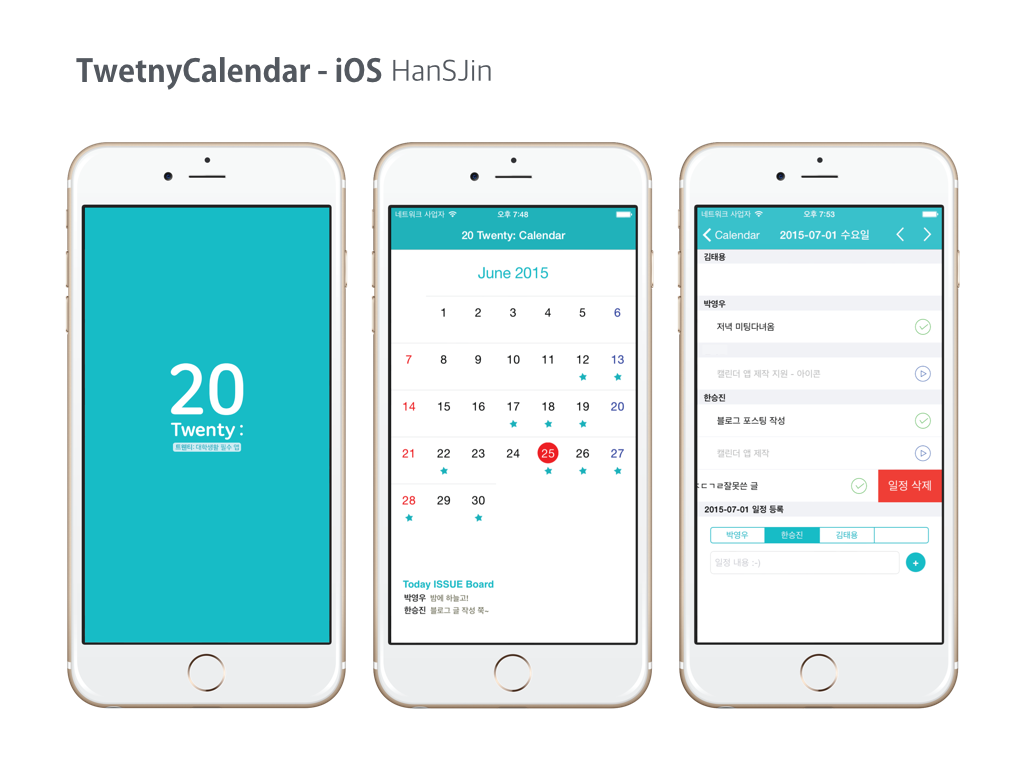 TwetnyCalendar - iOS HanSJin
20
Twenty :
트웬티: 대학생활 필수 앱
네트워크 사업자 오후 7:48
20 Twenty: Calendar
June 2015
1 2 3 4 5 6
7 8 9 10 11 12 13
14 15 16 17 18 19 20
21 22 23 24 25 26 27
28 29 30
Today ISSUE Board
박영우 밤에 하늘고!
한승진 블로그 글 작성 쭉~
네트워크 사업자 오후 7:53
Calendar 2015-07-01 수요일
김태용
박영우
저녁 미팅다녀옴
캘린더 앱 제작 지원 - 아이콘
한승진
블로그 포스팅 작성
캘린더 앱 제작
ㄷㄱㄹ잘못쓴 글 일정 삭제
2015-07-01 일정 등록
박영우 한승진 김태용
일정 내용 :-)
+